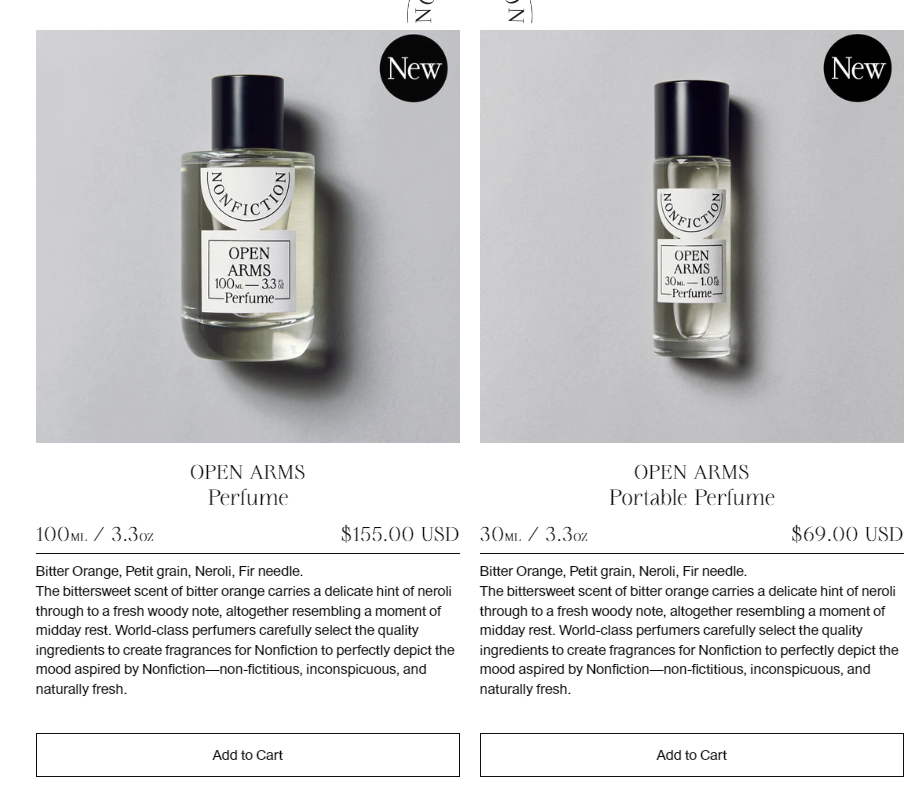 New
NONFICTION
OPEN
ARMS
100ML — 3.3
Perfume
OPEN ARMS
Perfume
100ML / 3.3OZ $155.00 USD
Bitter Orange, Petit grain, Neroli, Fir needle.
The bittersweet scent of bitter orange carries a delicate hint of neroli
through to a fresh woody note, altogether resembling a moment of
midday rest. World-class perfumers carefully select the quality
ingredients to create fragrances for Nonfiction to perfectly depict the
mood aspired by Nonfiction—non-fictitious, inconspicuous, and
naturally fresh.
Add to Cart
New
NONFICTION
OPEN
ARMS
30ML — 1.0
Perfume
OPEN ARMS
Portable Perfume
30ML / 3.3OZ $69.00 USD
Bitter Orange, Petit grain, Neroli, Fir needle.
The bittersweet scent of bitter orange carries a delicate hint of neroli
through to a fresh woody note, altogether resembling a moment of
midday rest. World-class perfumers carefully select the quality
ingredients to create fragrances for Nonfiction to perfectly depict the
mood aspired by Nonfiction—non-fictitious, inconspicuous, and
naturally fresh.
Add to Cart